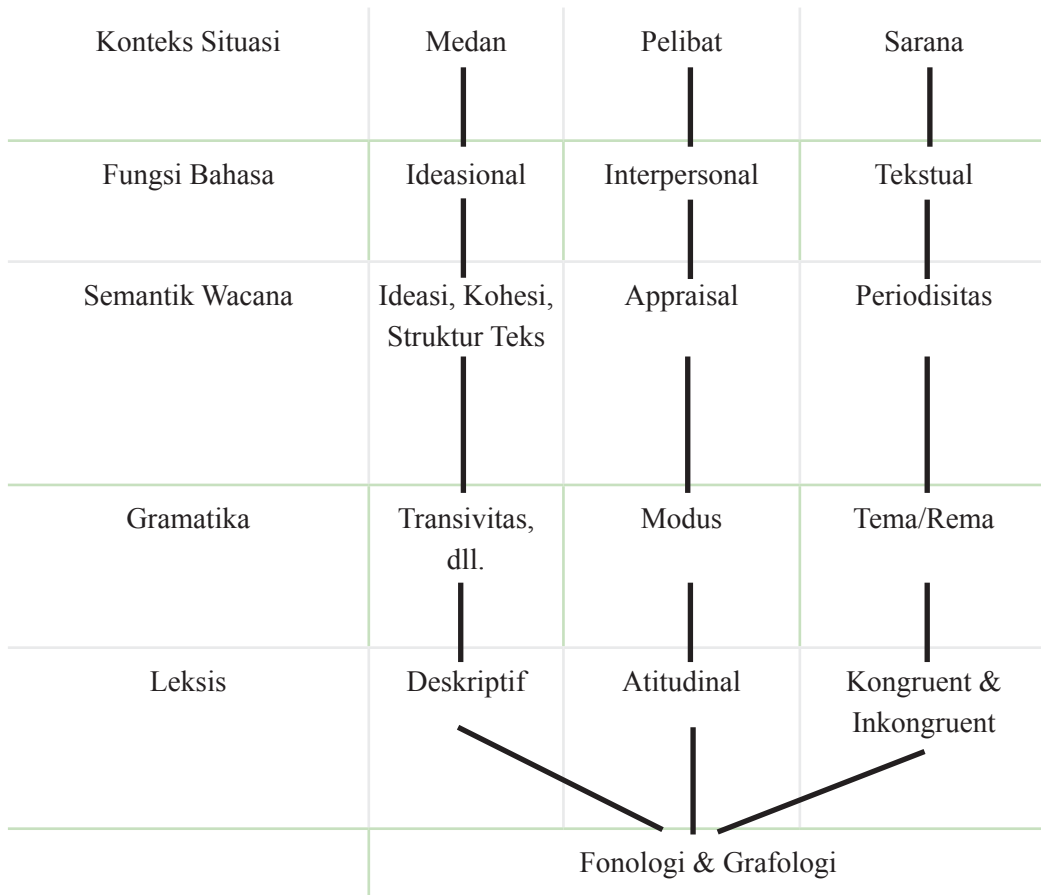 Konteks Situasi Medan Pelibat Sarana
Fungsi Bahasa Ideasional Interpersonal Tekstual
Semantik Wacana Ideasi, Kohesi, Appraisal Periodisitas
Struktur Teks
Gramatika Transivitas, Modus Tema/Rema
dll.
Leksis Deskriptif Atitudinal Kongruent &
Inkongruent
Fonologi & Grafologi